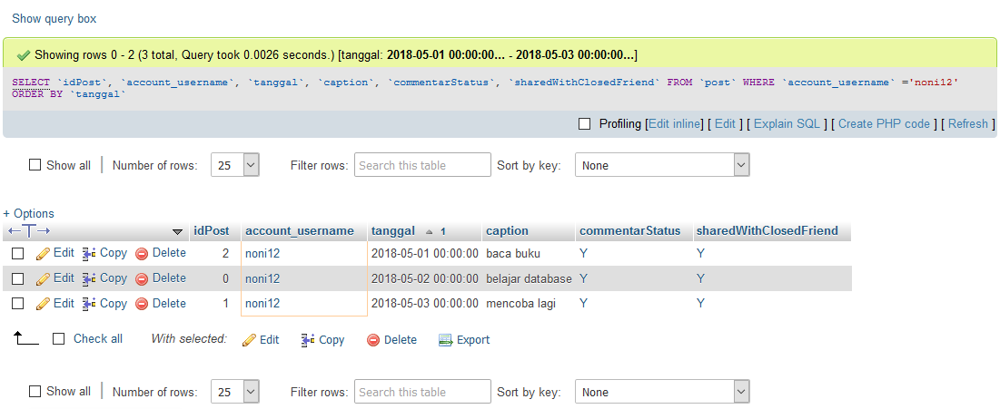 Show query box
Showing rows 0 - 2 (3 total, Query took 0.0026 seconds.) [tanggal: 2018-05-01 00:00:00... - 2018-05-03 00:00:00...]
SELECT `idPost`, `account_username`, `tanggal`, `caption`, `commentarStatus`, `sharedWithClosedFriend` FROM `post` WHERE `account_username` ='noni12'
ORDER BY `tanggal`
Profiling [Edit inline] [ Edit ] [ Explain SQL ] [ Create PHP code ] [ Refresh ]
Show all | Number of rows: 25 Filter rows: Search this table Sort by key: None
+ Options
idPost account_username tanggal 1 caption commentarStatus sharedWithClosedFriend
Edit Copy Delete 2 noni12 2018-05-01 00:00:00 baca buku Y Y
Edit Copy Delete 0 noni12 2018-05-02 00:00:00 belajar database Y Y
Edit Copy Delete 1 noni12 2018-05-03 00:00:00 mencoba lagi Y Y
Check all With selected: Edit Copy Delete Export
Show all | Number of rows: 25 Filter rows: Search this table Sort by key: None